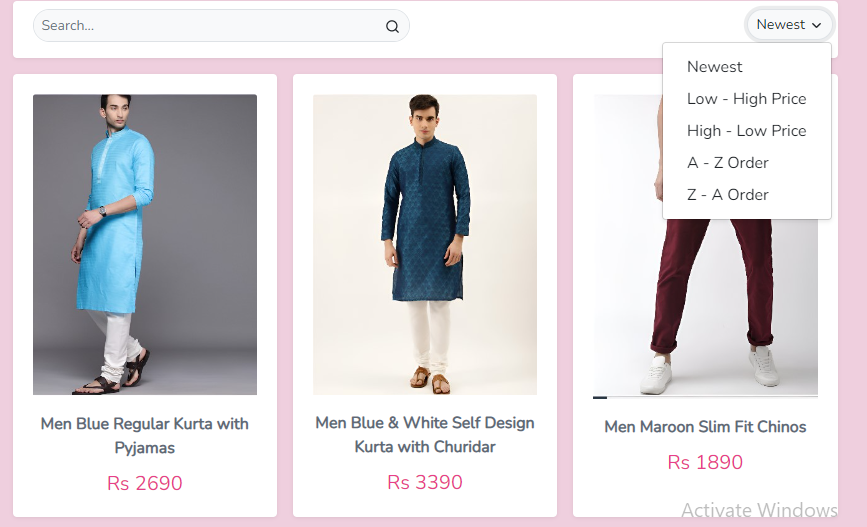 Search...
Newest
Newest
Low - High Price
High - Low Price
A - Z Order
Z - A Order
Men Blue Regular Kurta with
Pyjamas
Rs 2690
Men Blue & White Self Design
Kurta with Churidar
Rs 3390
Men Maroon Slim Fit Chinos
Rs 1890
Activate Windows